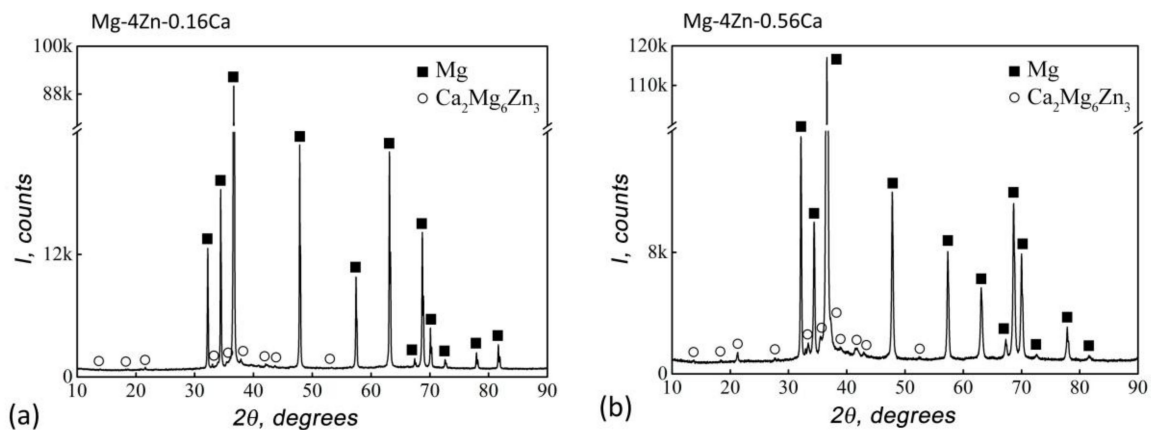 Mg-4Zn-0.16Ca
100k
88k
12k
0
I, counts
■ Mg
○ Ca₂Mg₆Zn₃
10 20 30 40 50 60 70 80 90
2θ, degrees
(a)
Mg-4Zn-0.56Ca
120k
110k
8k
0
I, counts
■ Mg
○ Ca₂Mg₆Zn₃
10 20 30 40 50 60 70 80 90
2θ, degrees
(b)